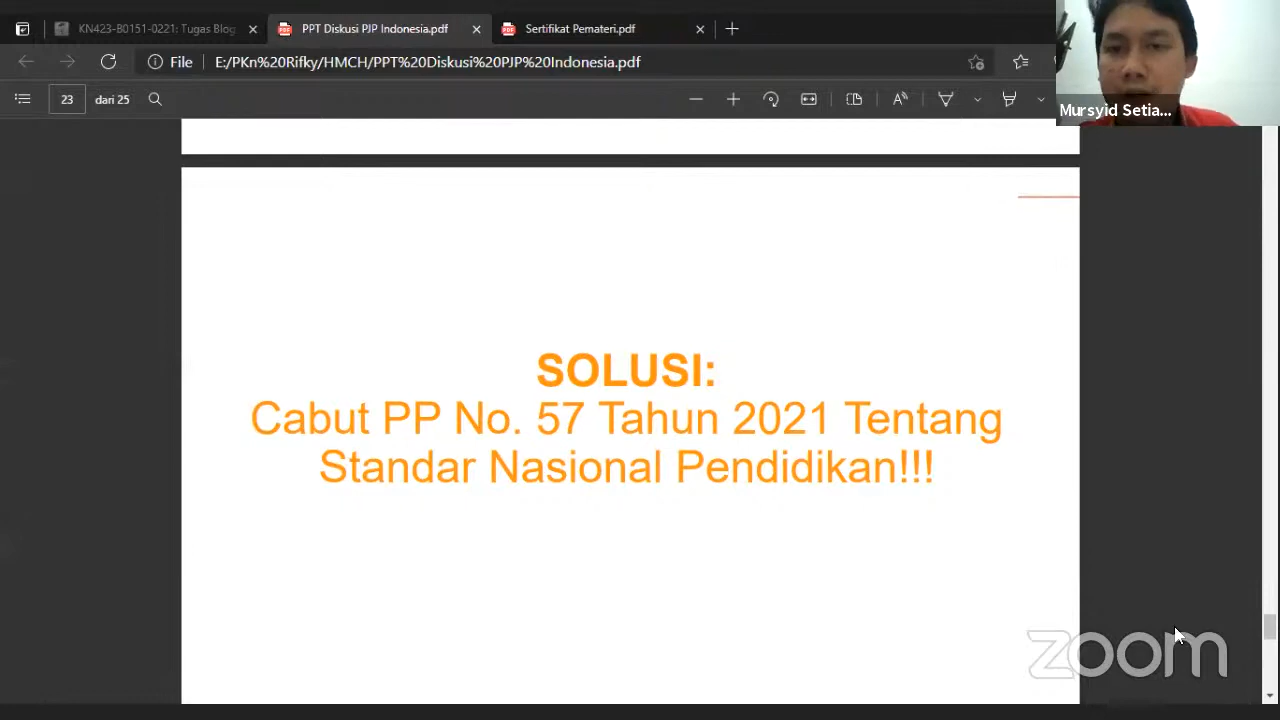 KN423-B0151-0221: Tugas Blog
PPT Diskusi PJP Indonesia.pdf
Sertifikat Pemateri.pdf
File
E:/PKn%20Rifky/HMCH/PPT%20Diskusi%20PJP%20Indonesia.pdf
23 dari 25
Mursyid Setia...
SOLUSI:
Cabut PP No. 57 Tahun 2021 Tentang
Standar Nasional Pendidikan!!!
zoom